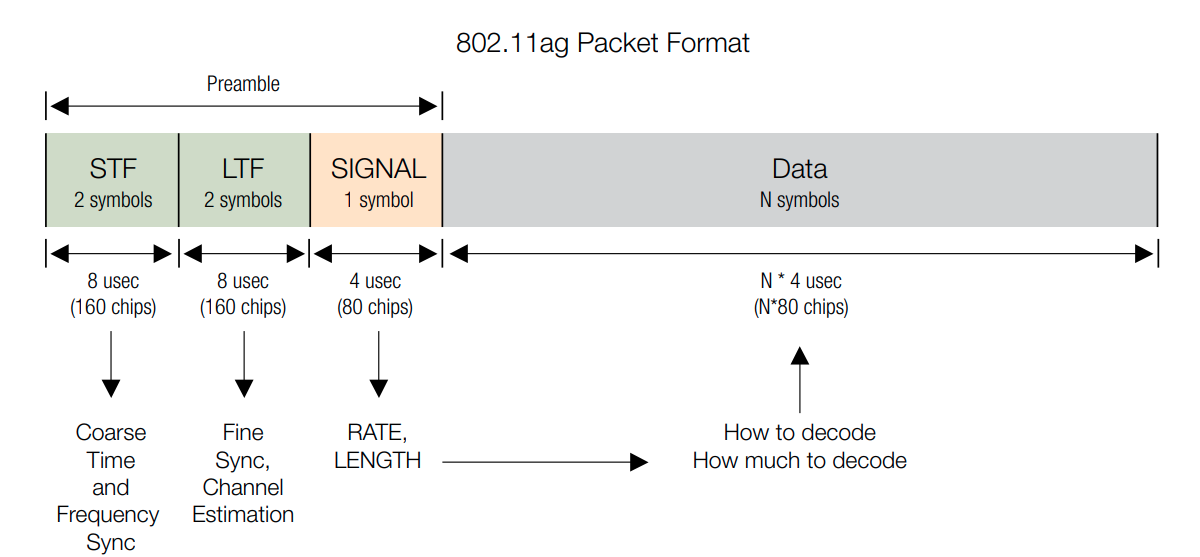 802.11ag Packet Format
Preamble
STF
2 symbols
LTF
2 symbols
SIGNAL
1 symbol
Data
N symbols
8 usec
(160 chips)
8 usec
(160 chips)
4 usec
(80 chips)
N * 4 usec
(N*80 chips)
Coarse
Time
and
Frequency
Sync
Fine
Sync,
Channel
Estimation
RATE,
LENGTH
How to decode
How much to decode